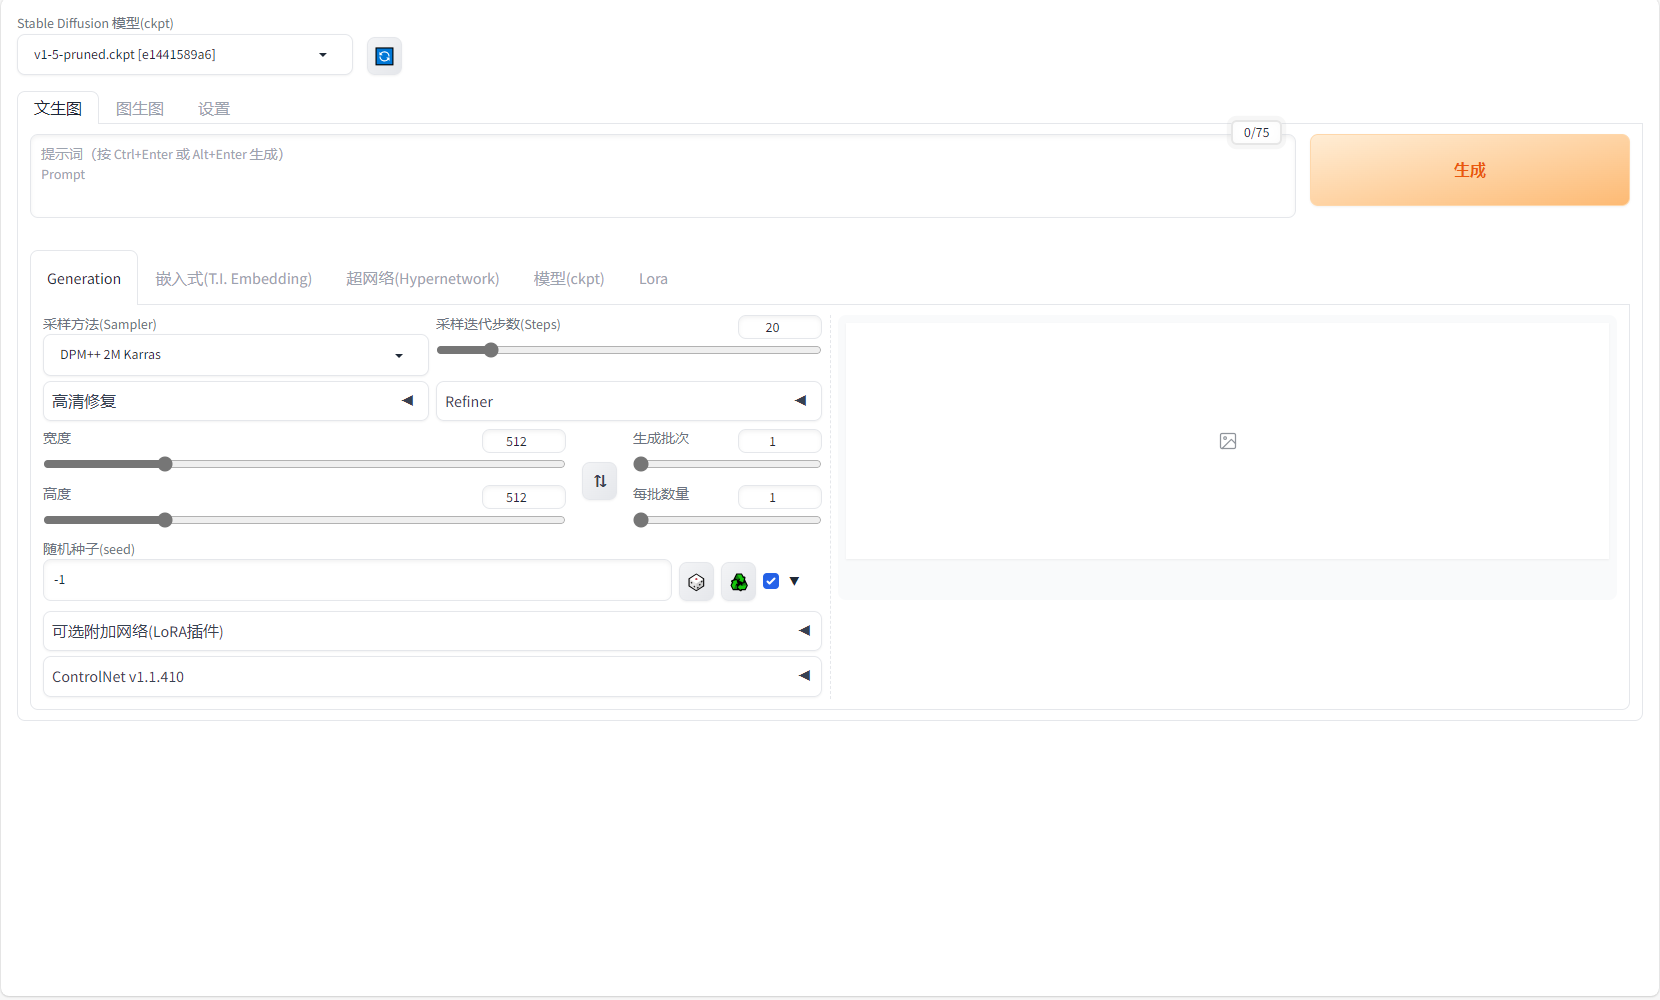 Stable Diffusion 模型(ckpt)
v1-5-pruned.ckpt [e1441589a6]
文生图 图生图 设置
0/75
提示词（按 Ctrl+Enter 或 Alt+Enter 生成）
Prompt
生成
Generation 嵌入式(T.I. Embedding) 超网络(Hypernetwork) 模型(ckpt) Lora
采样方法(Sampler)
DPM++ 2M Karras
采样迭代步数(Steps)
20
高清修复
Refiner
宽度
512
高度
512
生成批次
1
每批数量
1
随机种子(seed)
-1
可选附加网络(LoRA插件)
ControlNet v1.1.410